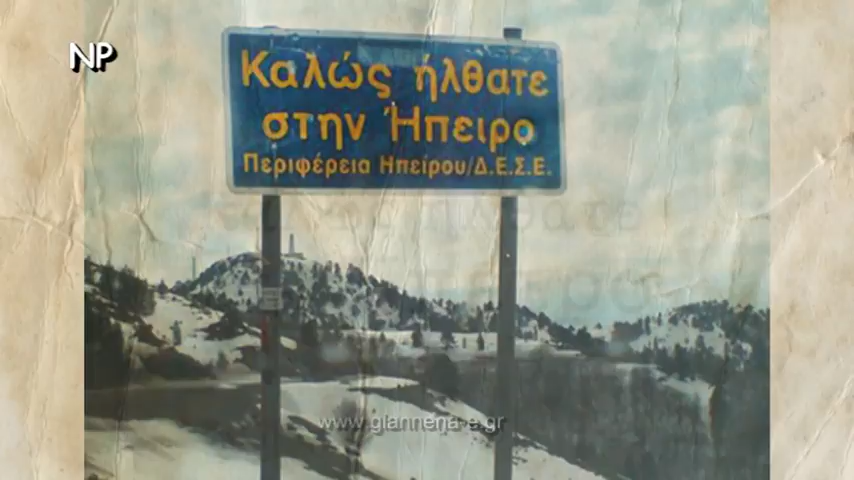 NP
Καλώς ήλθατε
στην Ήπειρο
Περιφέρεια Ηπείρου/Δ.Ε.Σ.Ε.
www.giannena-e.gr